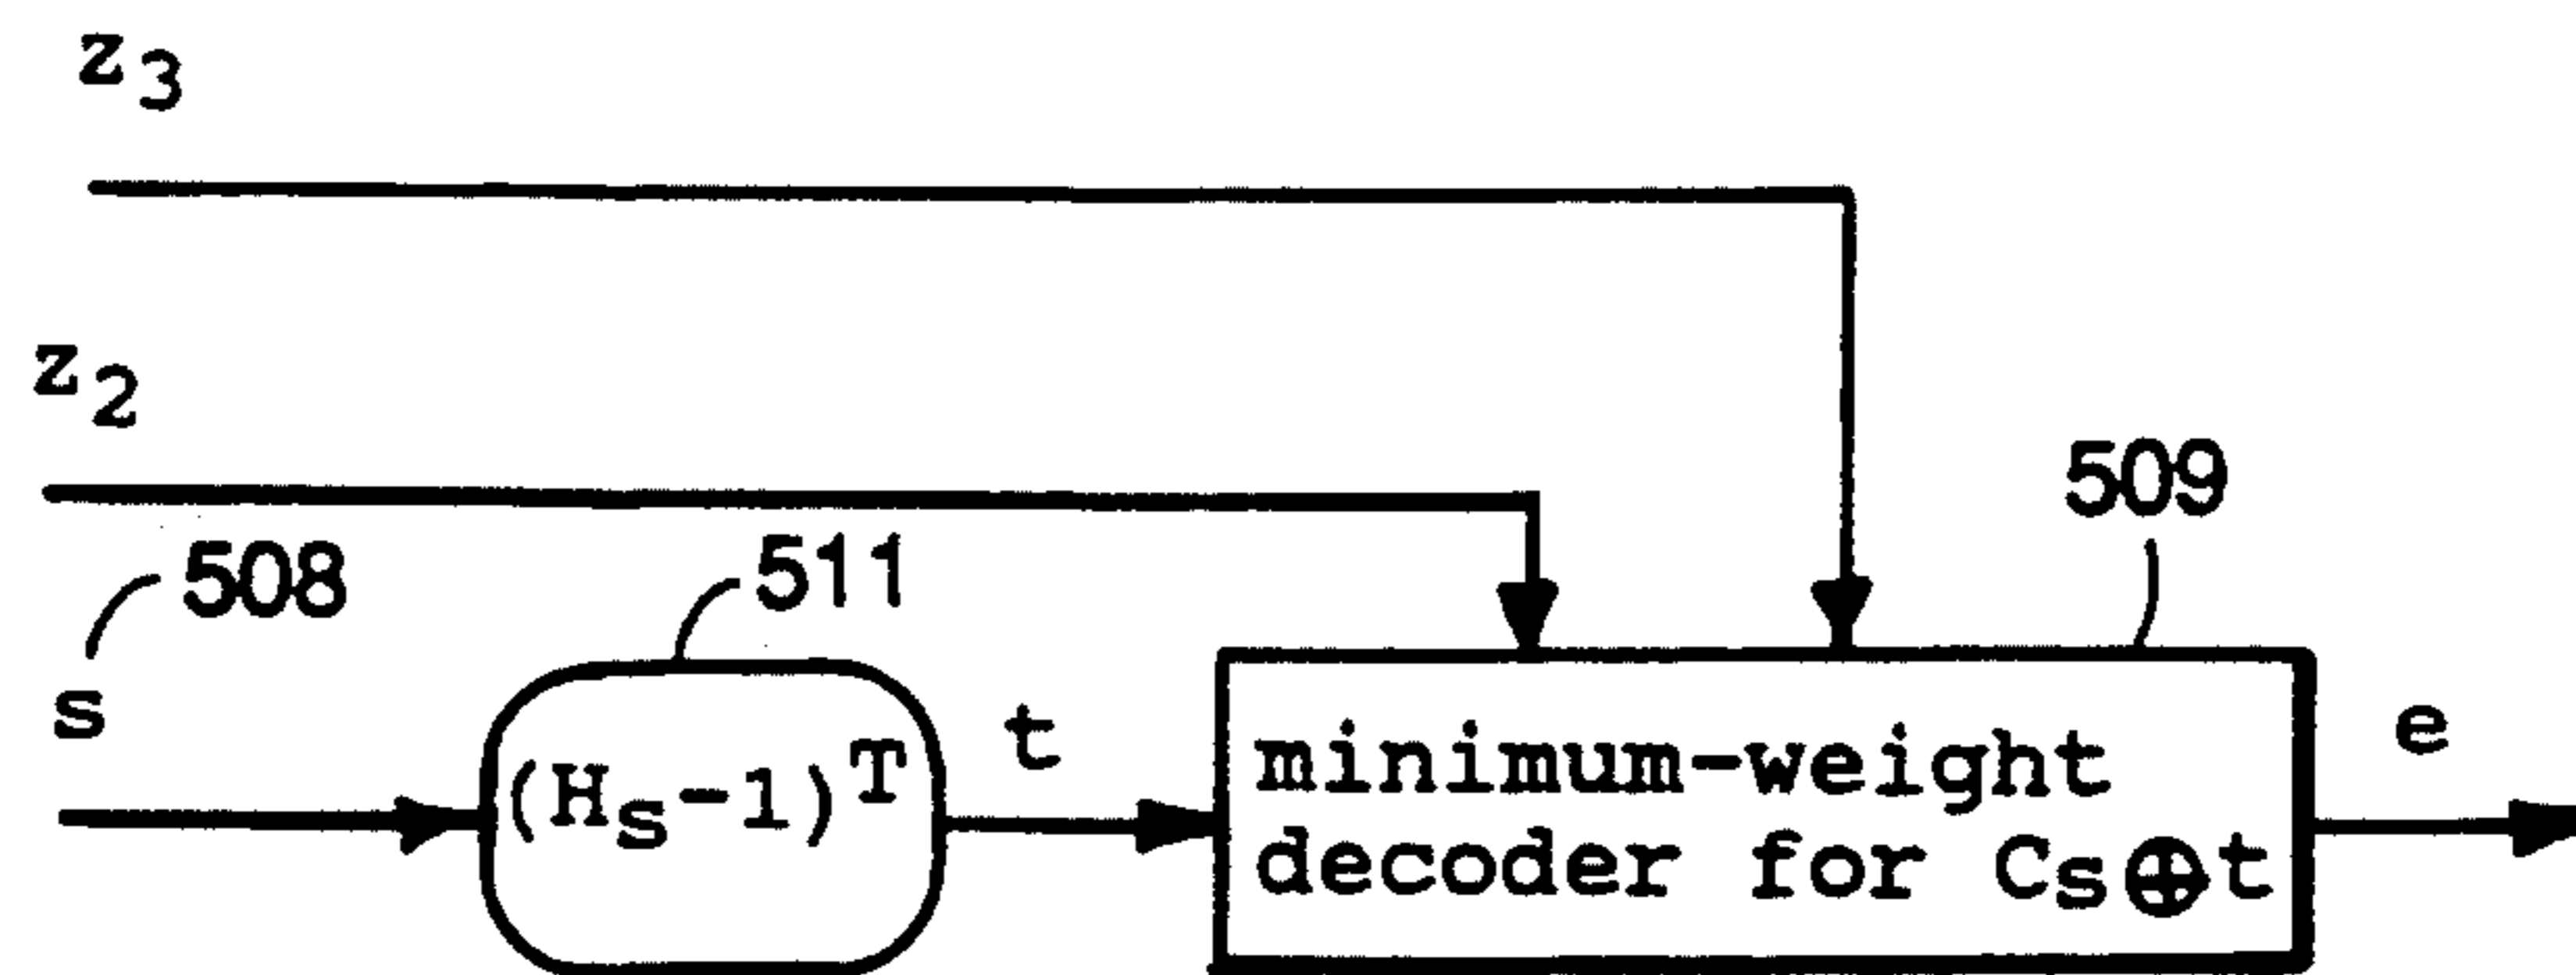 z3
z2
508
511
509
s
(Hs-1)T
t
minimum-weight
decoder for Cs⊕t
e